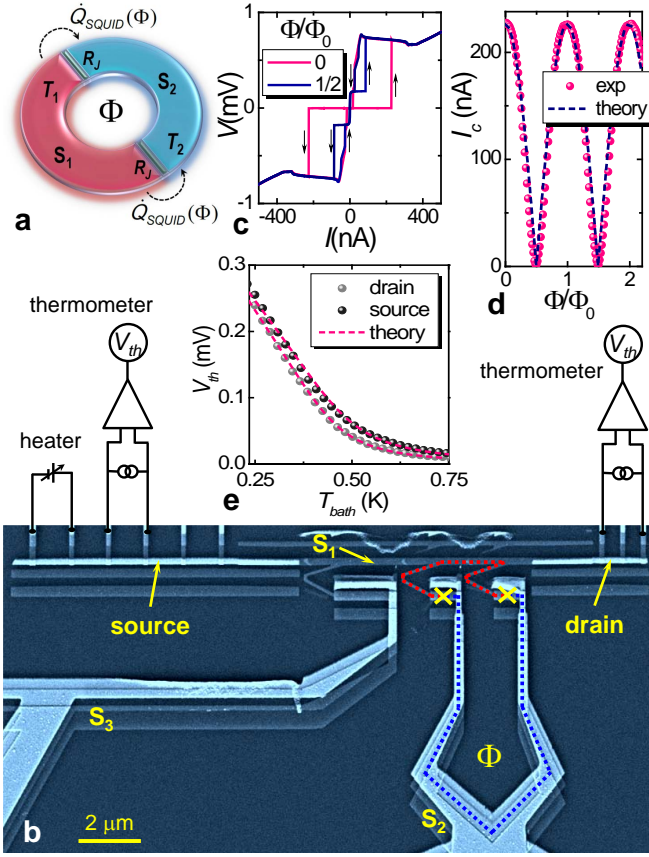 Q̇SQUID(Φ)
RJ
S2
T1
Φ
T2
S1
RJ
Q̇SQUID(Φ)
a
1
Φ/Φ0
0
1/2
V(mV)
0
-1
-400
0
400
I(nA)
c
200
100
0
Ic (nA)
exp
theory
0
1
2
Φ/Φ0
d
0.3
0.2
0.1
0.0
Vth (mV)
drain
source
theory
0.25
0.50
0.75
Tbath (K)
e
thermometer
Vth
heater
thermometer
Vth
S1
source
drain
S3
Φ
S2
b
2 μm